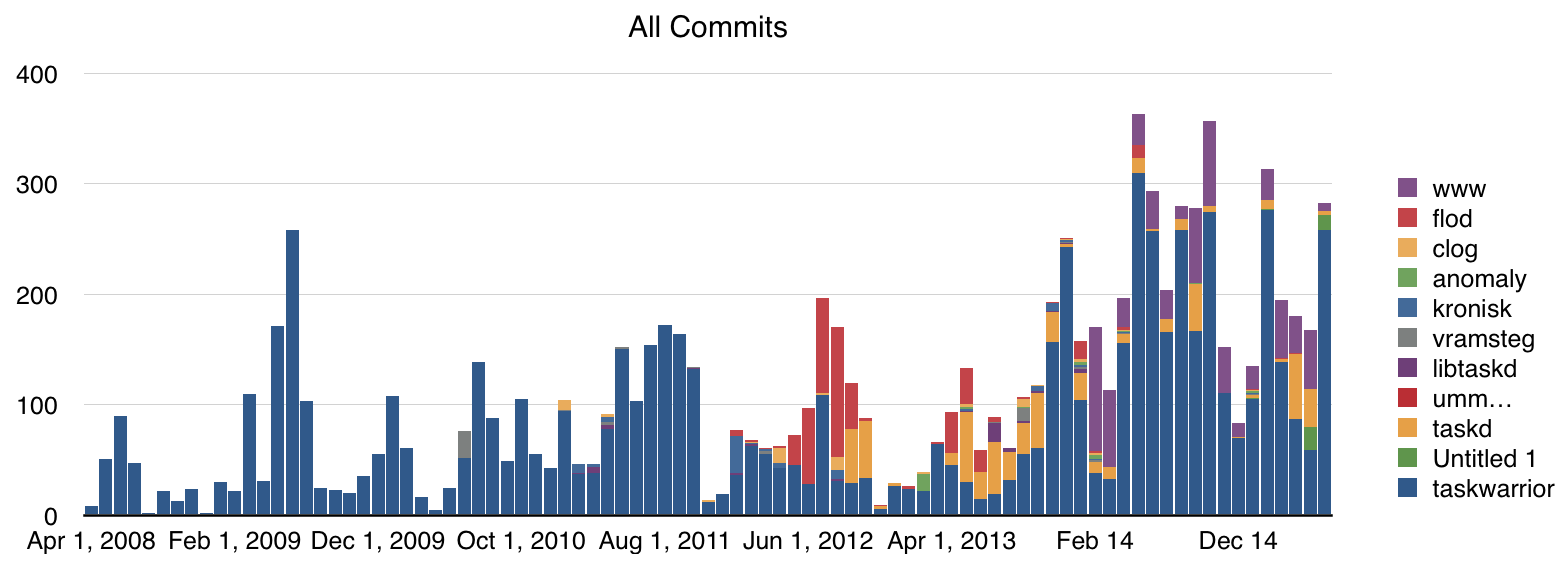 All Commits
400
300
200
100
0
Apr 1, 2008 Feb 1, 2009 Dec 1, 2009 Oct 1, 2010 Aug 1, 2011 Jun 1, 2012 Apr 1, 2013 Feb 14 Dec 14
www
flod
clog
anomaly
kronisk
vramsteg
libtaskd
umm…
taskd
Untitled 1
taskwarrior